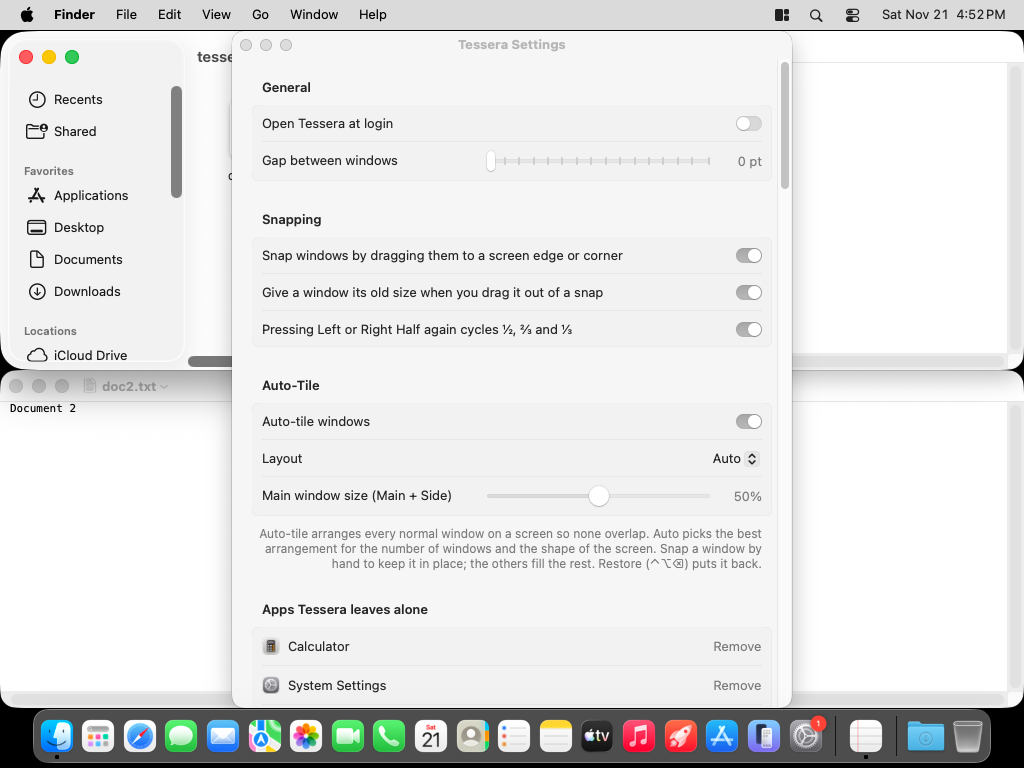 Finder File Edit View Go Window Help Sat Nov 21 4:52 PM
tesse
Tessera Settings
Recents
Shared
Favorites
Applications
Desktop
Documents
Downloads
Locations
iCloud Drive
General
Open Tessera at login
Gap between windows 0 pt
Snapping
Snap windows by dragging them to a screen edge or corner
Give a window its old size when you drag it out of a snap
Pressing Left or Right Half again cycles ½, ⅔ and ⅓
Auto-Tile
Auto-tile windows
Layout Auto
Main window size (Main + Side) 50%
Auto-tile arranges every normal window on a screen so none overlap. Auto picks the best
arrangement for the number of windows and the shape of the screen. Snap a window by
hand to keep it in place; the others fill the rest. Restore (^⌥⌫) puts it back.
Apps Tessera leaves alone
Calculator Remove
System Settings Remove
doc2.txt
Document 2
Sat
21
tv
1